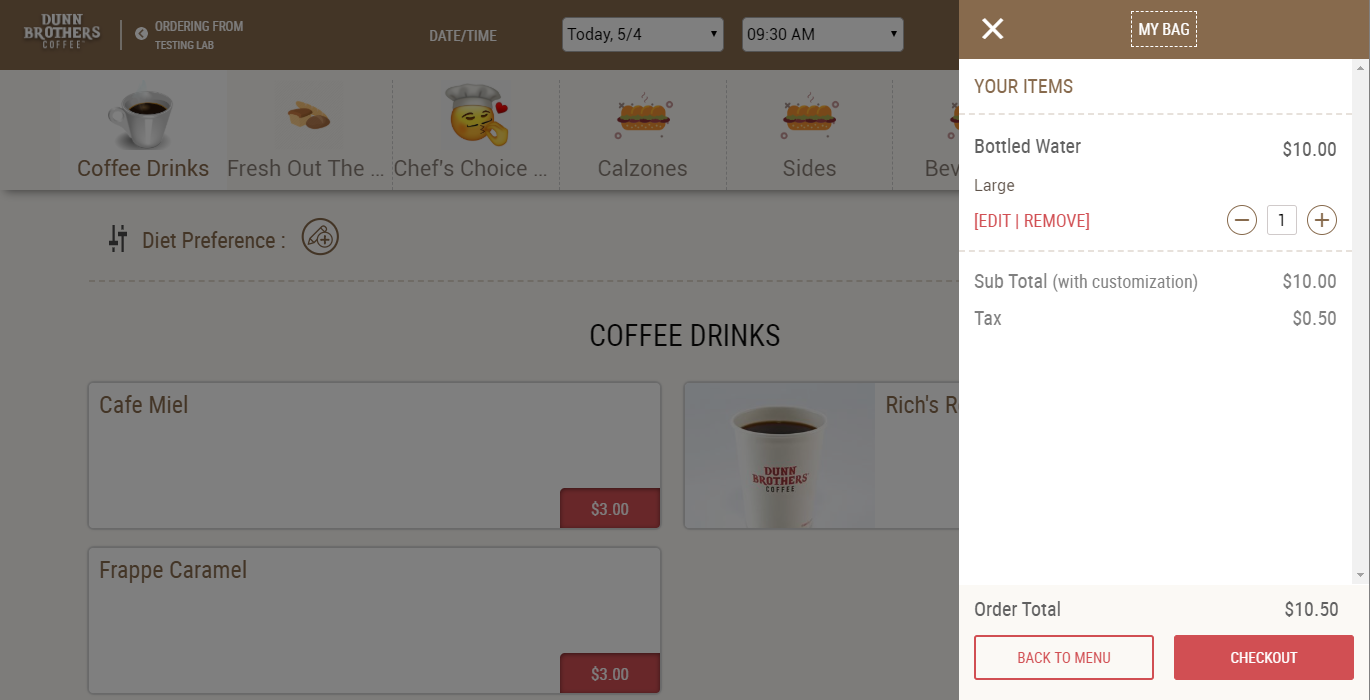 DUNN
BROTHERS
COFFEE
ORDERING FROM
TESTING LAB
DATE/TIME
Today, 5/4
09:30 AM
MY BAG
Coffee Drinks
Fresh Out The ...
Chef's Choice ...
Calzones
Sides
Diet Preference :
COFFEE DRINKS
Cafe Miel
$3.00
Rich's
DUNN
BROTHERS
COFFEE
Frappe Caramel
$3.00
YOUR ITEMS
Bottled Water
$10.00
Large
[EDIT | REMOVE]
1
Sub Total (with customization)
$10.00
Tax
$0.50
Order Total
$10.50
BACK TO MENU
CHECKOUT